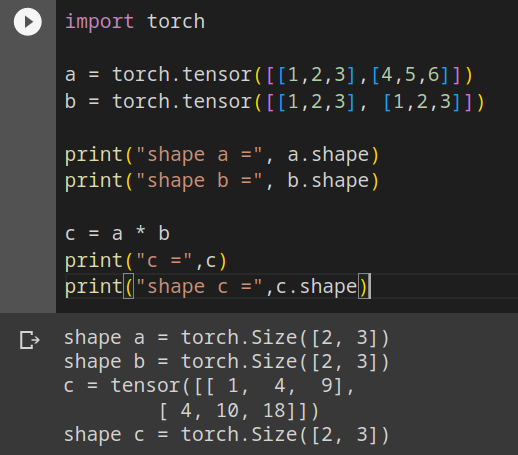 import torch
a = torch.tensor([[1,2,3],[4,5,6]])
b = torch.tensor([[1,2,3], [1,2,3]])
print("shape a =", a.shape)
print("shape b =", b.shape)
c = a * b
print("c =",c)
print("shape c =",c.shape)
shape a = torch.Size([2, 3])
shape b = torch.Size([2, 3])
c = tensor([[ 1,  4,  9],
        [ 4, 10, 18]])
shape c = torch.Size([2, 3])